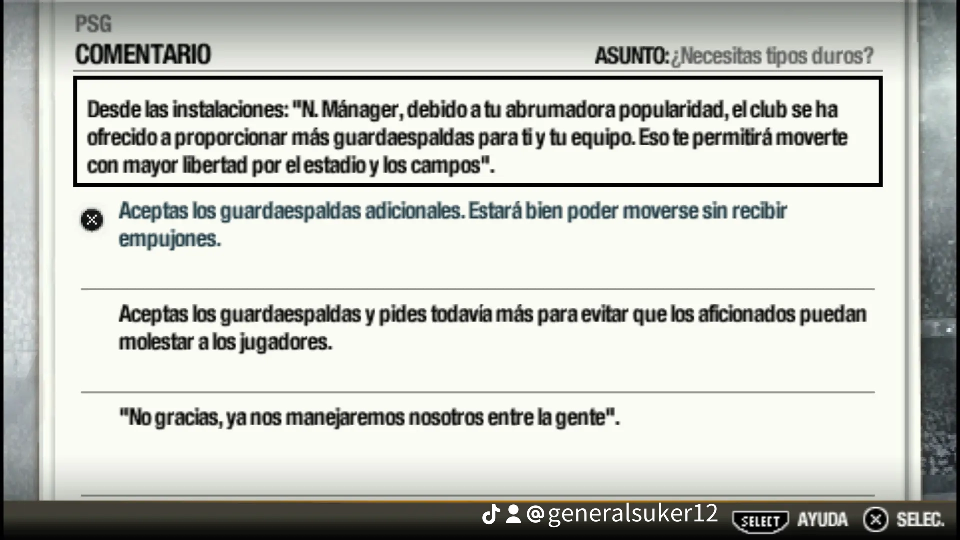 PSG
COMENTARIO
ASUNTO: ¿Necesitas tipos duros?
Desde las instalaciones: "N. Mánager, debido a tu abrumadora popularidad, el club se ha
ofrecido a proporcionar más guardaespaldas para ti y tu equipo. Eso te permitirá moverte
con mayor libertad por el estadio y los campos".
Aceptas los guardaespaldas adicionales. Estará bien poder moverse sin recibir
empujones.
Aceptas los guardaespaldas y pides todavía más para evitar que los aficionados puedan
molestar a los jugadores.
"No gracias, ya nos manejaremos nosotros entre la gente".
@generalsuker12
SELECT AYUDA SELEC.